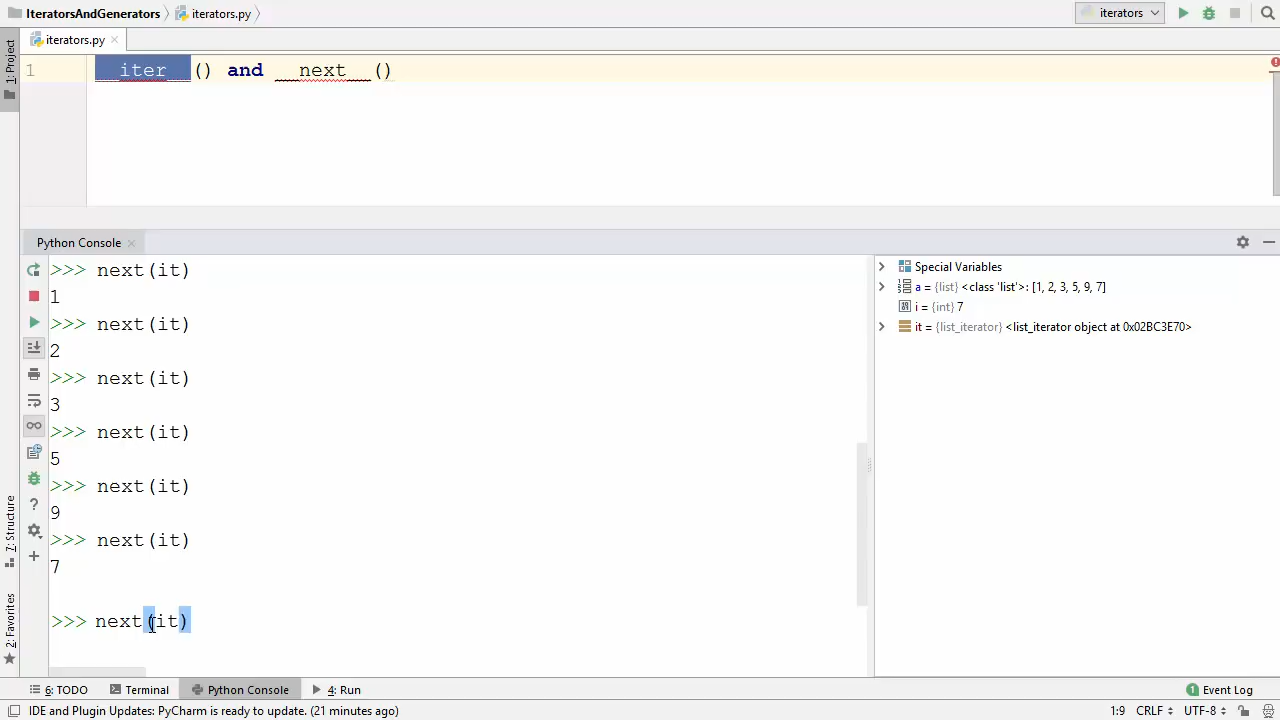 IteratorsAndGenerators iterators.py iterators
iterators.py
1: Project
1 __iter__() and __next__()
Python Console
>>> next(it)
1
>>> next(it)
2
>>> next(it)
3
>>> next(it)
5
>>> next(it)
9
>>> next(it)
7
>>> next(it)
Special Variables
a = {list} <class 'list'>: [1, 2, 3, 5, 9, 7]
i = {int} 7
it = {list_iterator} <list_iterator object at 0x02BC3E70>
7: Structure
2: Favorites
6: TODO Terminal Python Console 4: Run 1 Event Log
IDE and Plugin Updates: PyCharm is ready to update. (21 minutes ago) 1:9 CRLF UTF-8